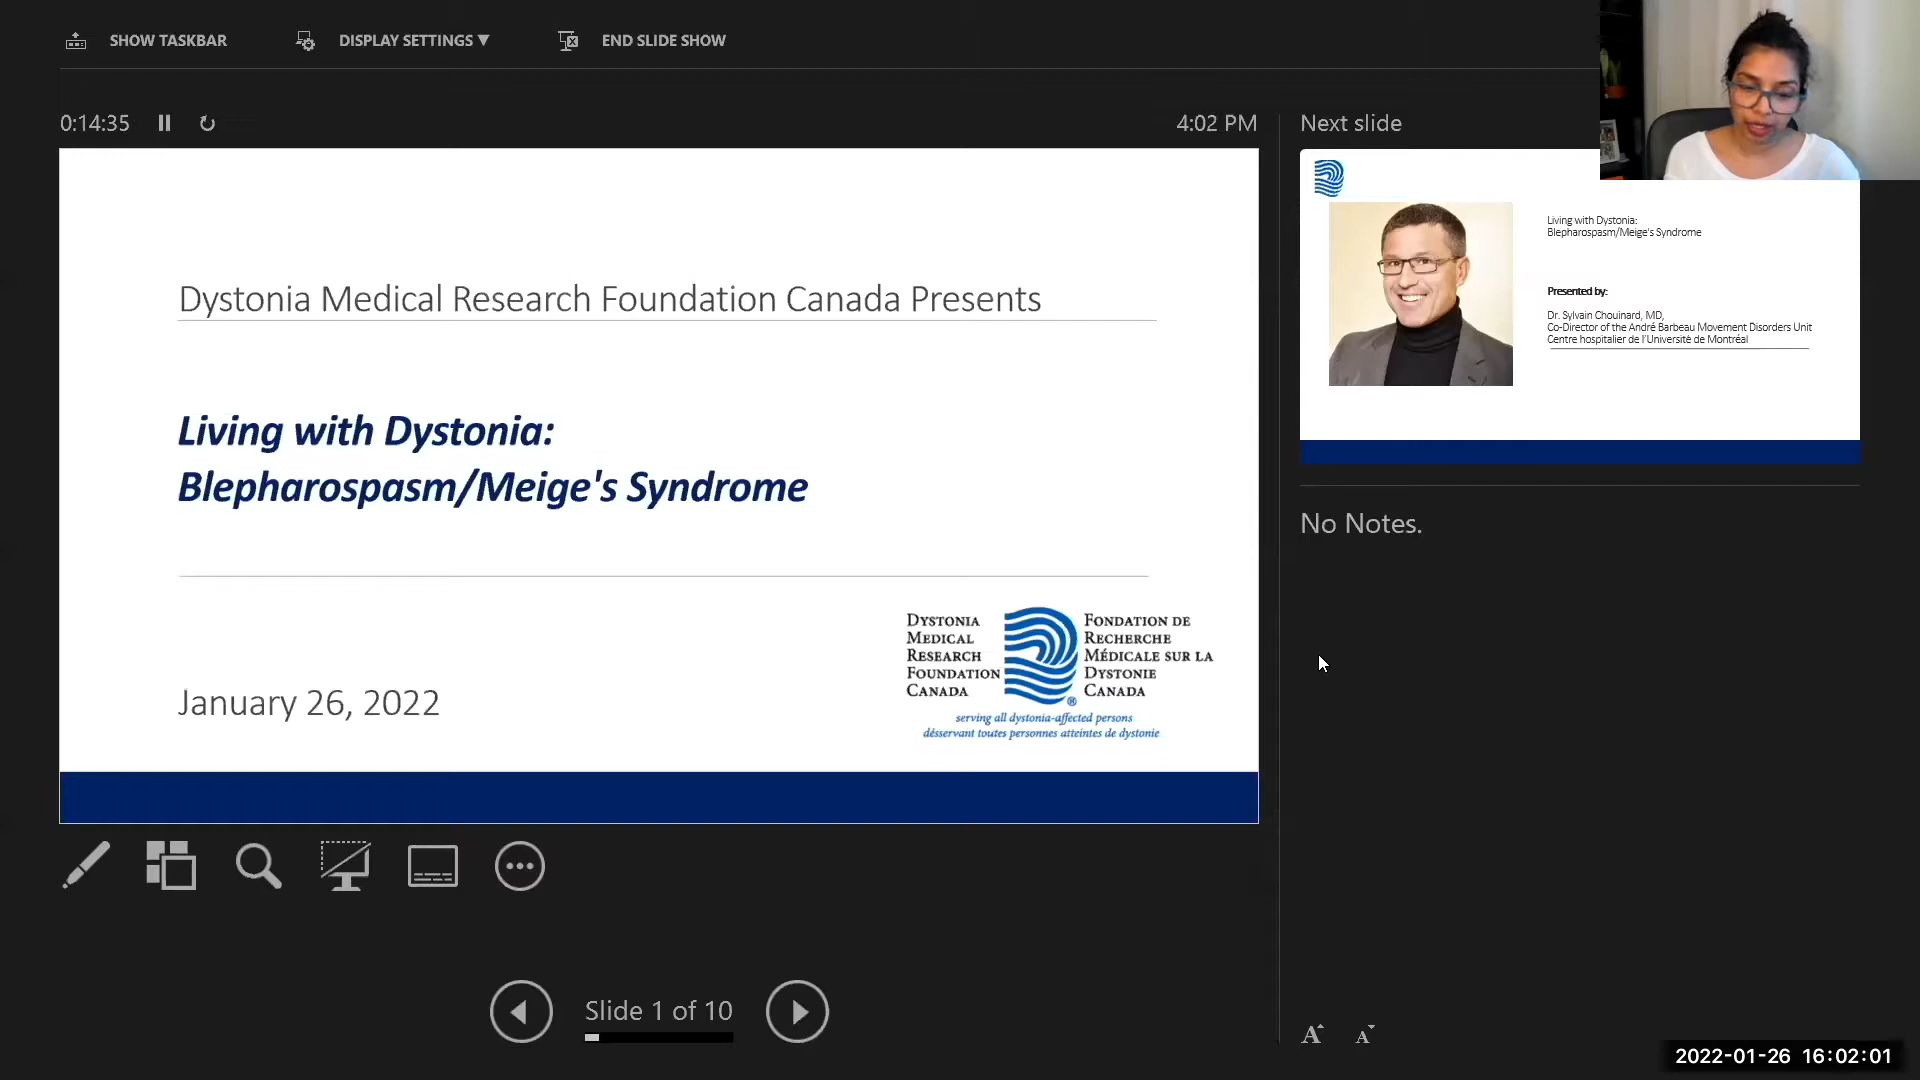 SHOW TASKBAR
DISPLAY SETTINGS ▼
END SLIDE SHOW
0:14:35
4:02 PM
Next slide
Dystonia Medical Research Foundation Canada Presents
Living with Dystonia:
Blepharospasm/Meige's Syndrome
January 26, 2022
DYSTONIA
MEDICAL
RESEARCH
FOUNDATION
CANADA
FONDATION DE
RECHERCHE
MÉDICALE SUR LA
DYSTONIE
CANADA
®
serving all dystonia-affected persons
désservant toutes personnes atteintes de dystonie
Living with Dystonia:
Blepharospasm/Meige's Syndrome
Presented by:
Dr. Sylvain Chouinard, MD,
Co-Director of the André Barbeau Movement Disorders Unit
Centre hospitalier de l'Université de Montréal
No Notes.
Slide 1 of 10
A A
2022-01-26 16:02:01